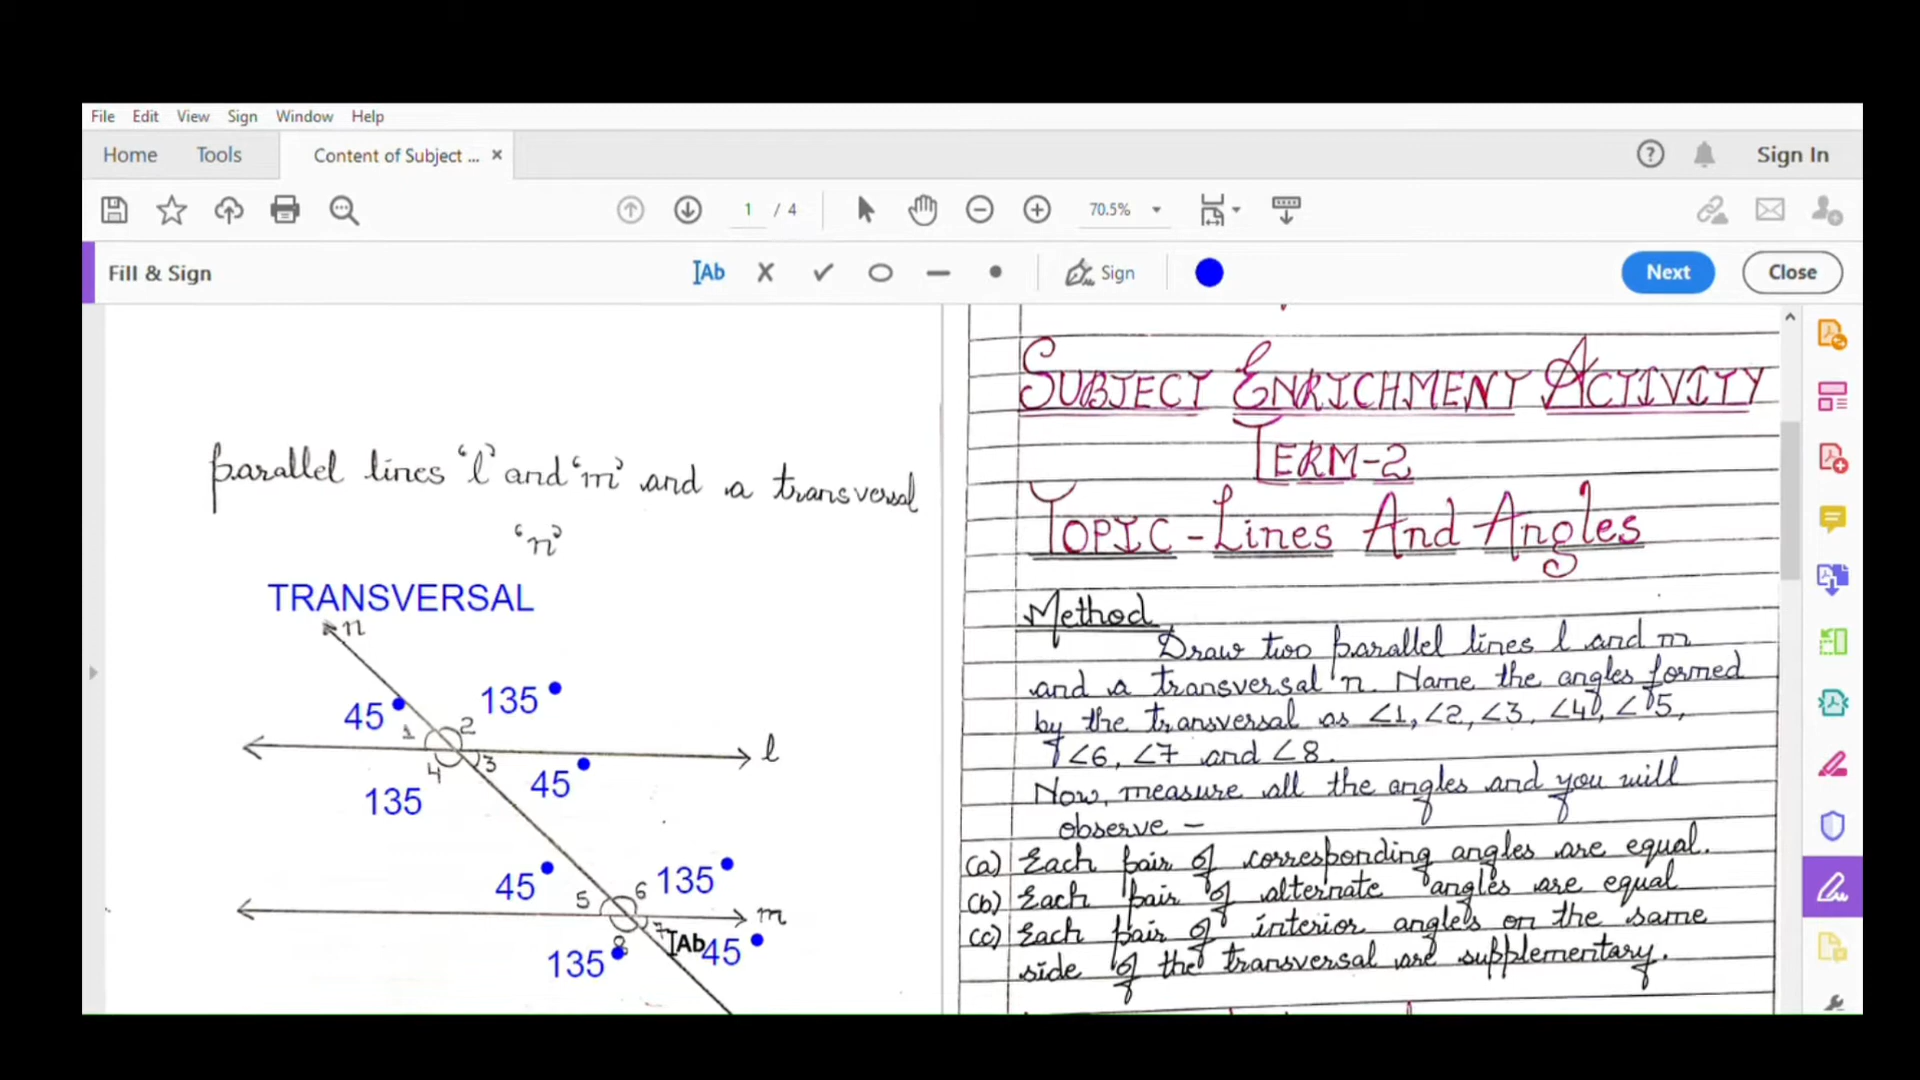 File Edit View Sign Window Help
Home Tools Content of Subject ... × Sign In
1 / 4 70.5%
Fill & Sign IAb Sign Next Close
parallel lines ‘l’ and ‘m’ and a transversal
‘n’
TRANSVERSAL
n
45 135
1 2
l
4 3
135 45
45 135
5 6
m
8 7
IAb
135 45
SUBJECT ENRICHMENT ACTIVITY
TERM-2
TOPIC - Lines And Angles
Method
Draw two parallel lines l and m
and a transversal n. Name the angles formed
by the transversal as ∠1, ∠2, ∠3, ∠4, ∠5,
∠6, ∠7 and ∠8.
Now, measure all the angles and you will
observe –
(a) Each pair of corresponding angles are equal.
(b) Each pair of alternate angles are equal
(c) Each pair of interior angles on the same
side of the transversal are supplementary.